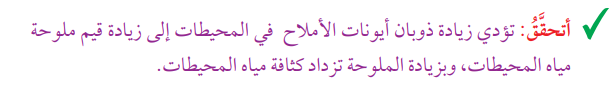 أتحقَّقُ: تؤدي زيادة ذوبان أيونات الأملاح في المحيطات إلى زيادة قيم ملوحة
مياه المحيطات، وبزيادة الملوحة تزداد كثافة مياه المحيطات.